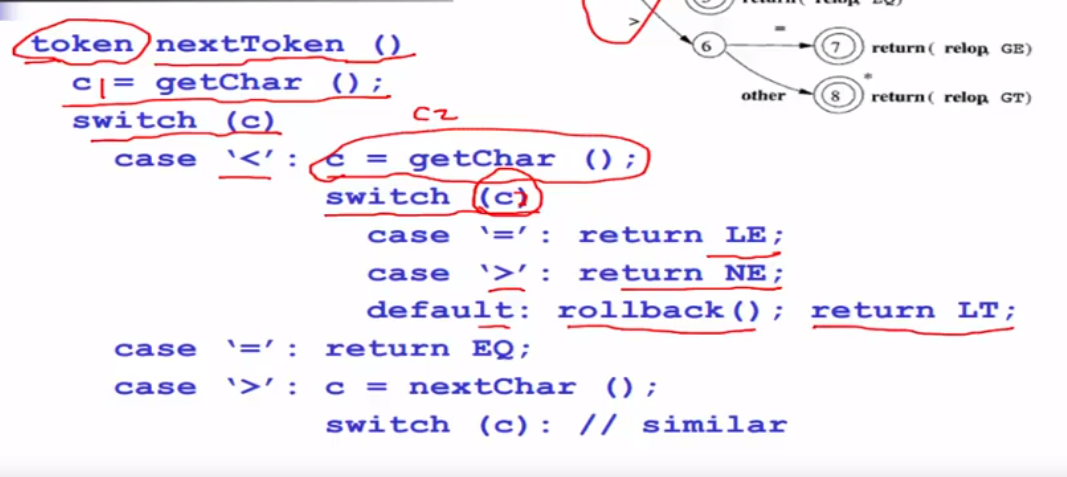 return( relop, EQ)
>
=
6
7
return( relop, GE)
*
other
8
return( relop, GT)
token nextToken ()
c = getChar ();
switch (c)
c2
case '<': c = getChar ();
switch (c)
case '=': return LE;
case '>': return NE;
default: rollback(); return LT;
case '=': return EQ;
case '>': c = nextChar ();
switch (c): // similar